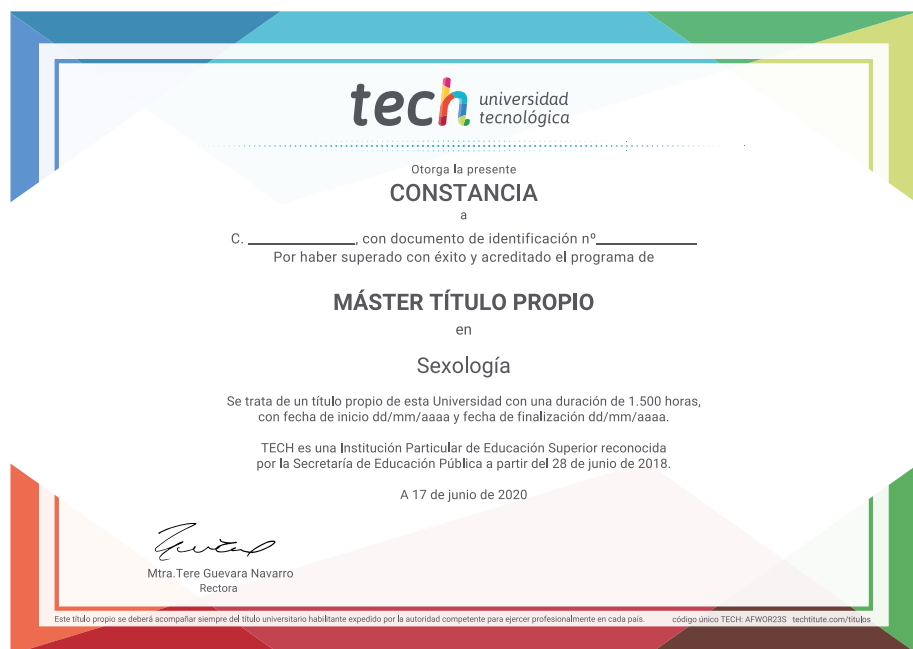 tech universidad
tecnológica
Otorga la presente
CONSTANCIA
a
C. ____________, con documento de identificación nº____________
Por haber superado con éxito y acreditado el programa de
MÁSTER TÍTULO PROPIO
en
Sexología
Se trata de un título propio de esta Universidad con una duración de 1.500 horas,
con fecha de inicio dd/mm/aaaa y fecha de finalización dd/mm/aaaa.
TECH es una Institución Particular de Educación Superior reconocida
por la Secretaría de Educación Pública a partir del 28 de junio de 2018.
A 17 de junio de 2020
Mtra.Tere Guevara Navarro
Rectora
Este título propio se deberá acompañar siempre del título universitario habilitante expedido por la autoridad competente para ejercer profesionalmente en cada país. código único TECH: AFWOR23S techtitute.com/titulos